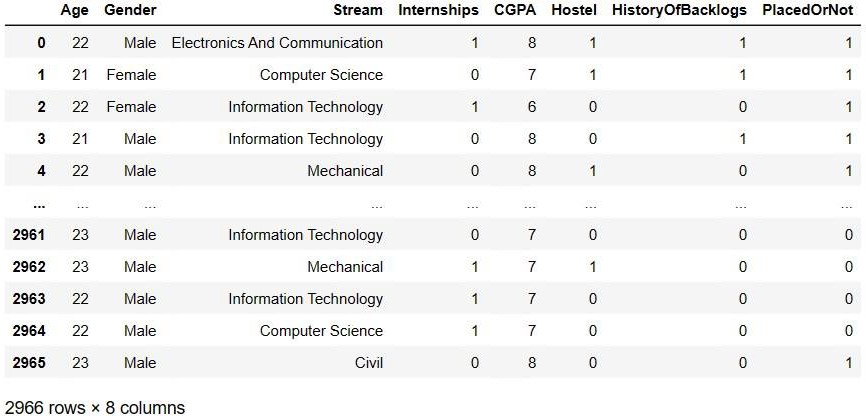 Age Gender Stream Internships CGPA Hostel HistoryOfBacklogs PlacedOrNot
0 22 Male Electronics And Communication 1 8 1 1 1
1 21 Female Computer Science 0 7 1 1 1
2 22 Female Information Technology 1 6 0 0 1
3 21 Male Information Technology 0 8 0 1 1
4 22 Male Mechanical 0 8 1 0 1
... ... ... ... ... ... ... ... ...
2961 23 Male Information Technology 0 7 0 0 0
2962 23 Male Mechanical 1 7 1 0 0
2963 22 Male Information Technology 1 7 0 0 0
2964 22 Male Computer Science 1 7 0 0 0
2965 23 Male Civil 0 8 0 0 1
2966 rows × 8 columns